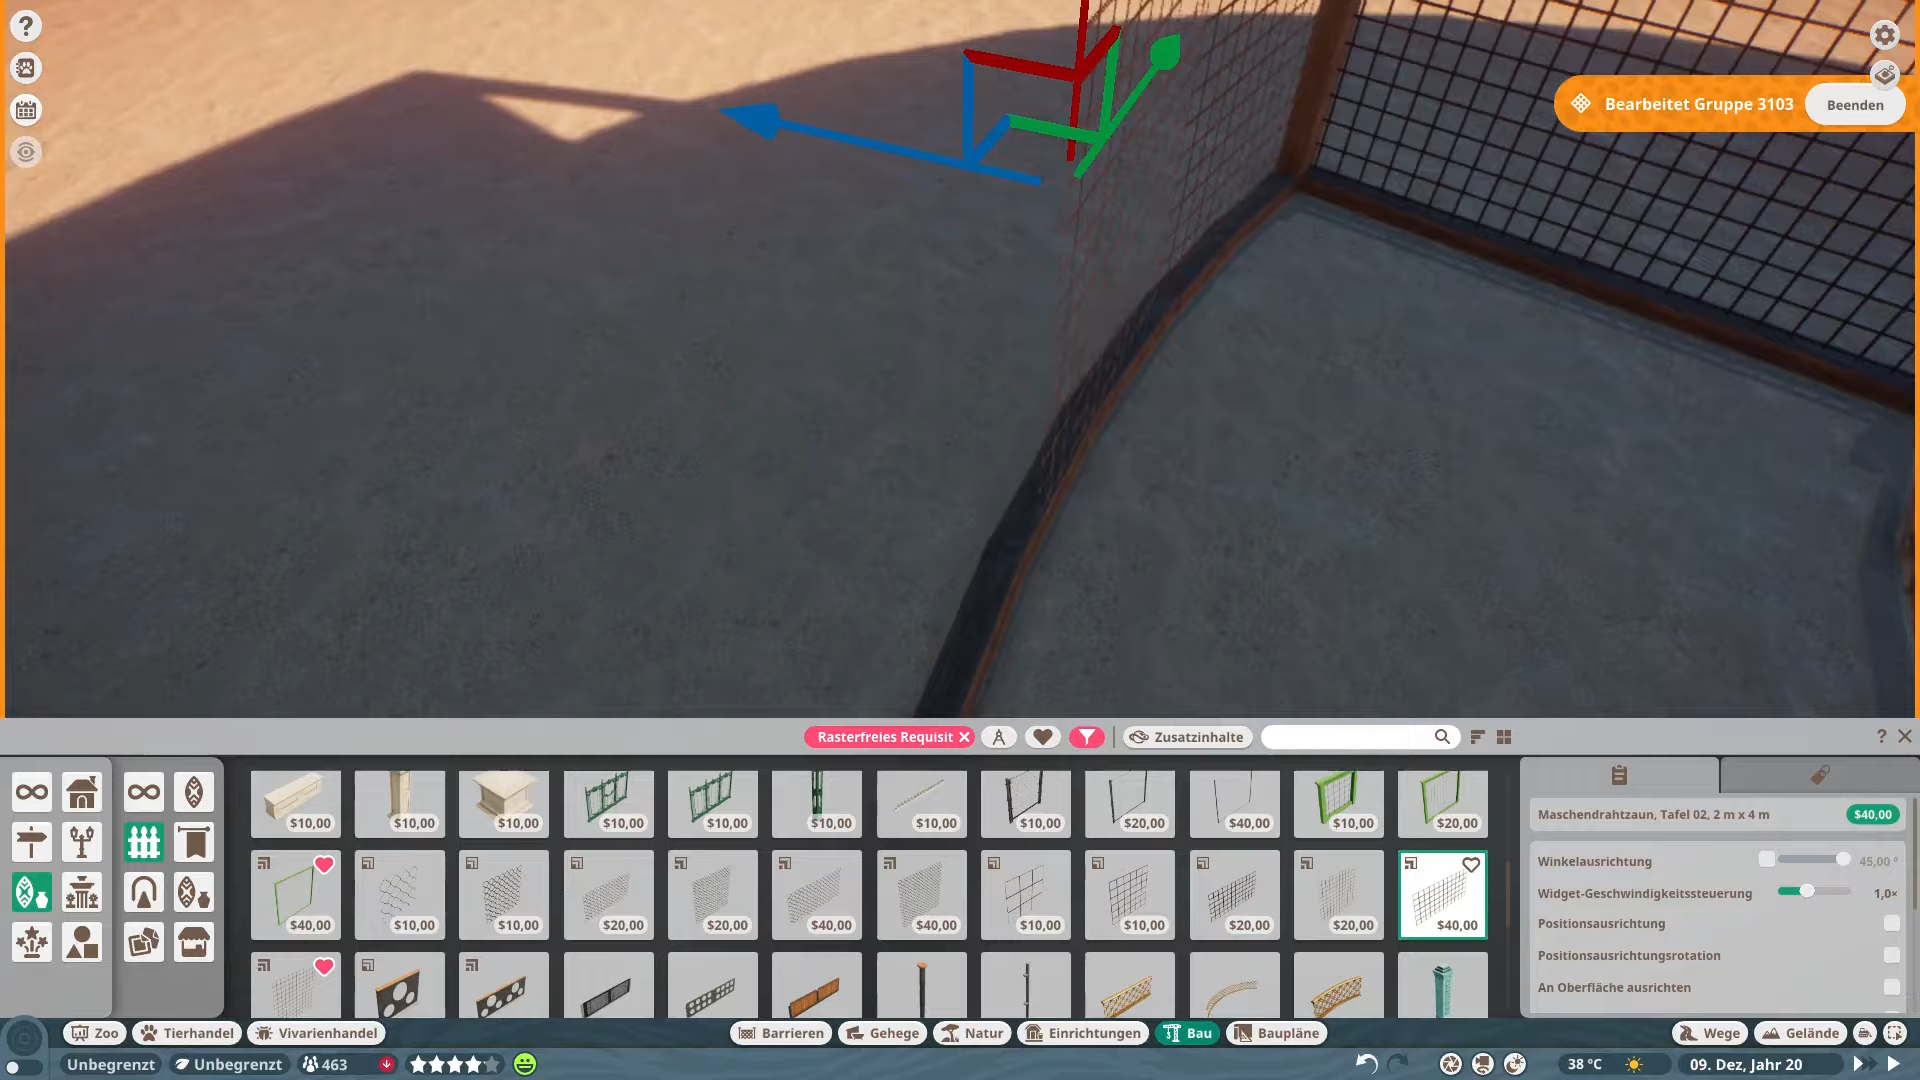 ?
Bearbeitet Gruppe 3103
Beenden
Rasterfreies Requisit
Zusatzinhalte
?
$10,00 $10,00 $10,00 $10,00 $10,00 $10,00 $10,00 $10,00 $20,00 $40,00 $10,00 $20,00
$40,00 $10,00 $10,00 $20,00 $20,00 $40,00 $40,00 $10,00 $10,00 $20,00 $20,00 $40,00
Maschendrahtzaun, Tafel 02, 2 m x 4 m $40,00
Winkelausrichtung 45,00 °
Widget-Geschwindigkeitssteuerung 1,0×
Positionsausrichtung
Positionsausrichtungsrotation
An Oberfläche ausrichten
Zoo Tierhandel Vivarienhandel Barrieren Gehege Natur Einrichtungen Bau Baupläne Wege Gelände
Unbegrenzt Unbegrenzt 463 38 °C 09. Dez, Jahr 20